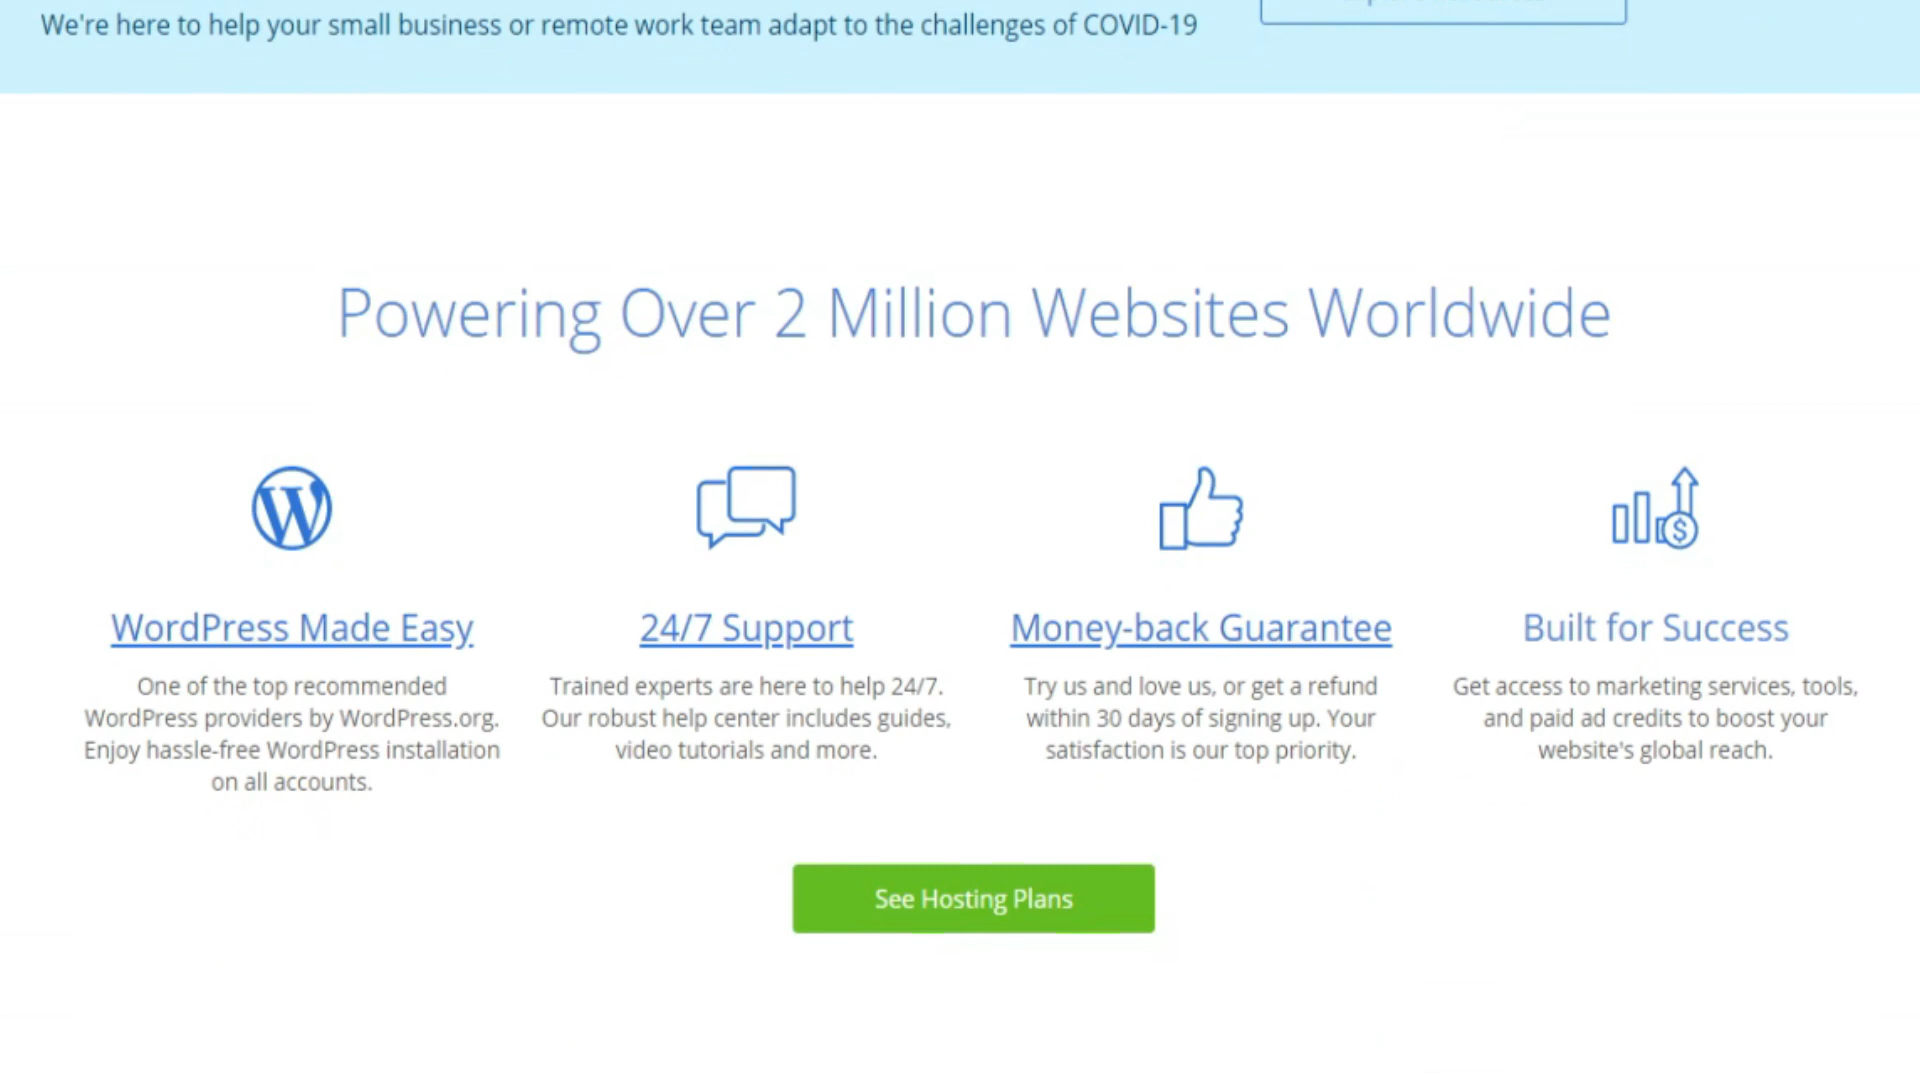 We're here to help your small business or remote work team adapt to the challenges of COVID-19
Powering Over 2 Million Websites Worldwide
WordPress Made Easy
One of the top recommended
WordPress providers by WordPress.org.
Enjoy hassle-free WordPress installation
on all accounts.
24/7 Support
Trained experts are here to help 24/7.
Our robust help center includes guides,
video tutorials and more.
Money-back Guarantee
Try us and love us, or get a refund
within 30 days of signing up. Your
satisfaction is our top priority.
Built for Success
Get access to marketing services, tools,
and paid ad credits to boost your
website's global reach.
See Hosting Plans